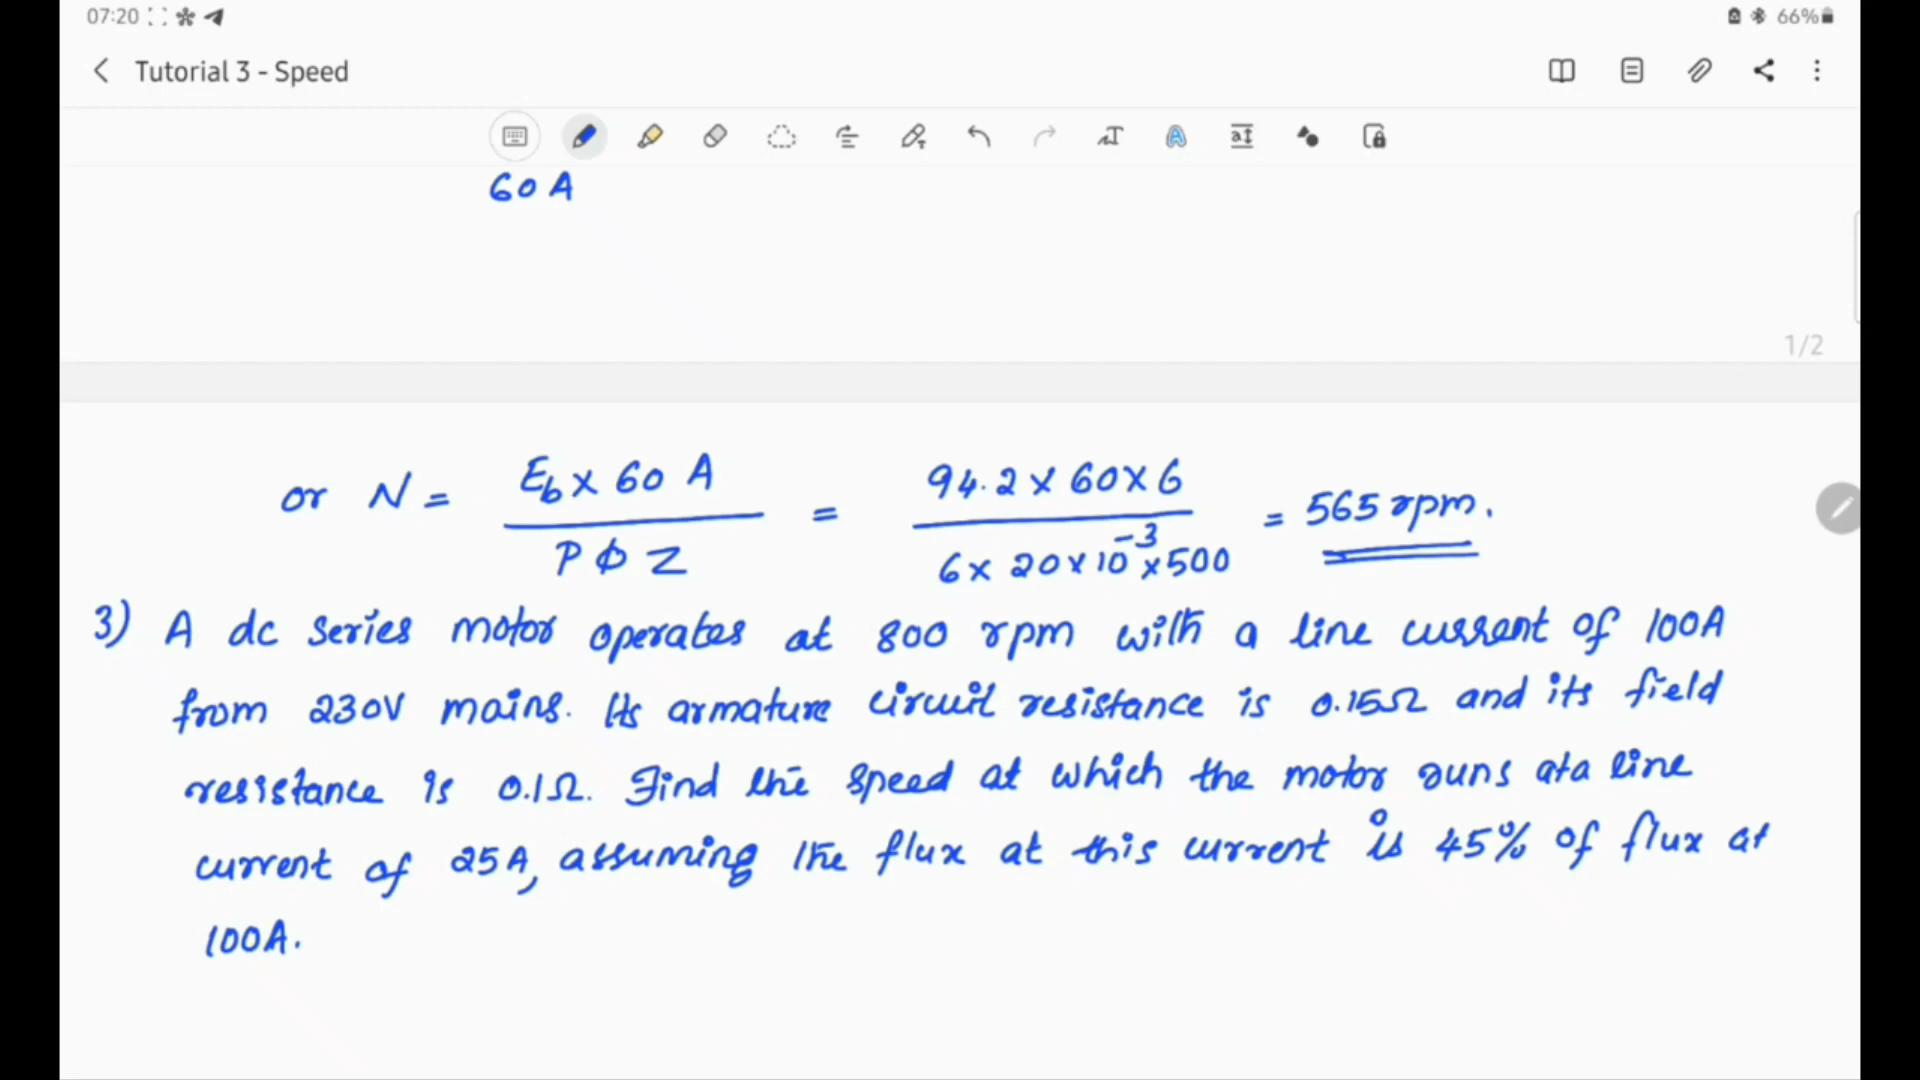 07:20
66%
Tutorial 3 - Speed
60 A
1/2
or N = Eb x 60 A / P Φ Z = 94.2 x 60 x 6 / 6 x 20 x 10⁻³ x 500 = 565 rpm.
3) A dc series motor operates at 800 rpm with a line current of 100A
from 230V mains. Its armature circuit resistance is 0.15Ω and its field
resistance is 0.1Ω. Find the speed at which the motor runs at a line
current of 25A, assuming the flux at this current is 45% of flux at
100A.